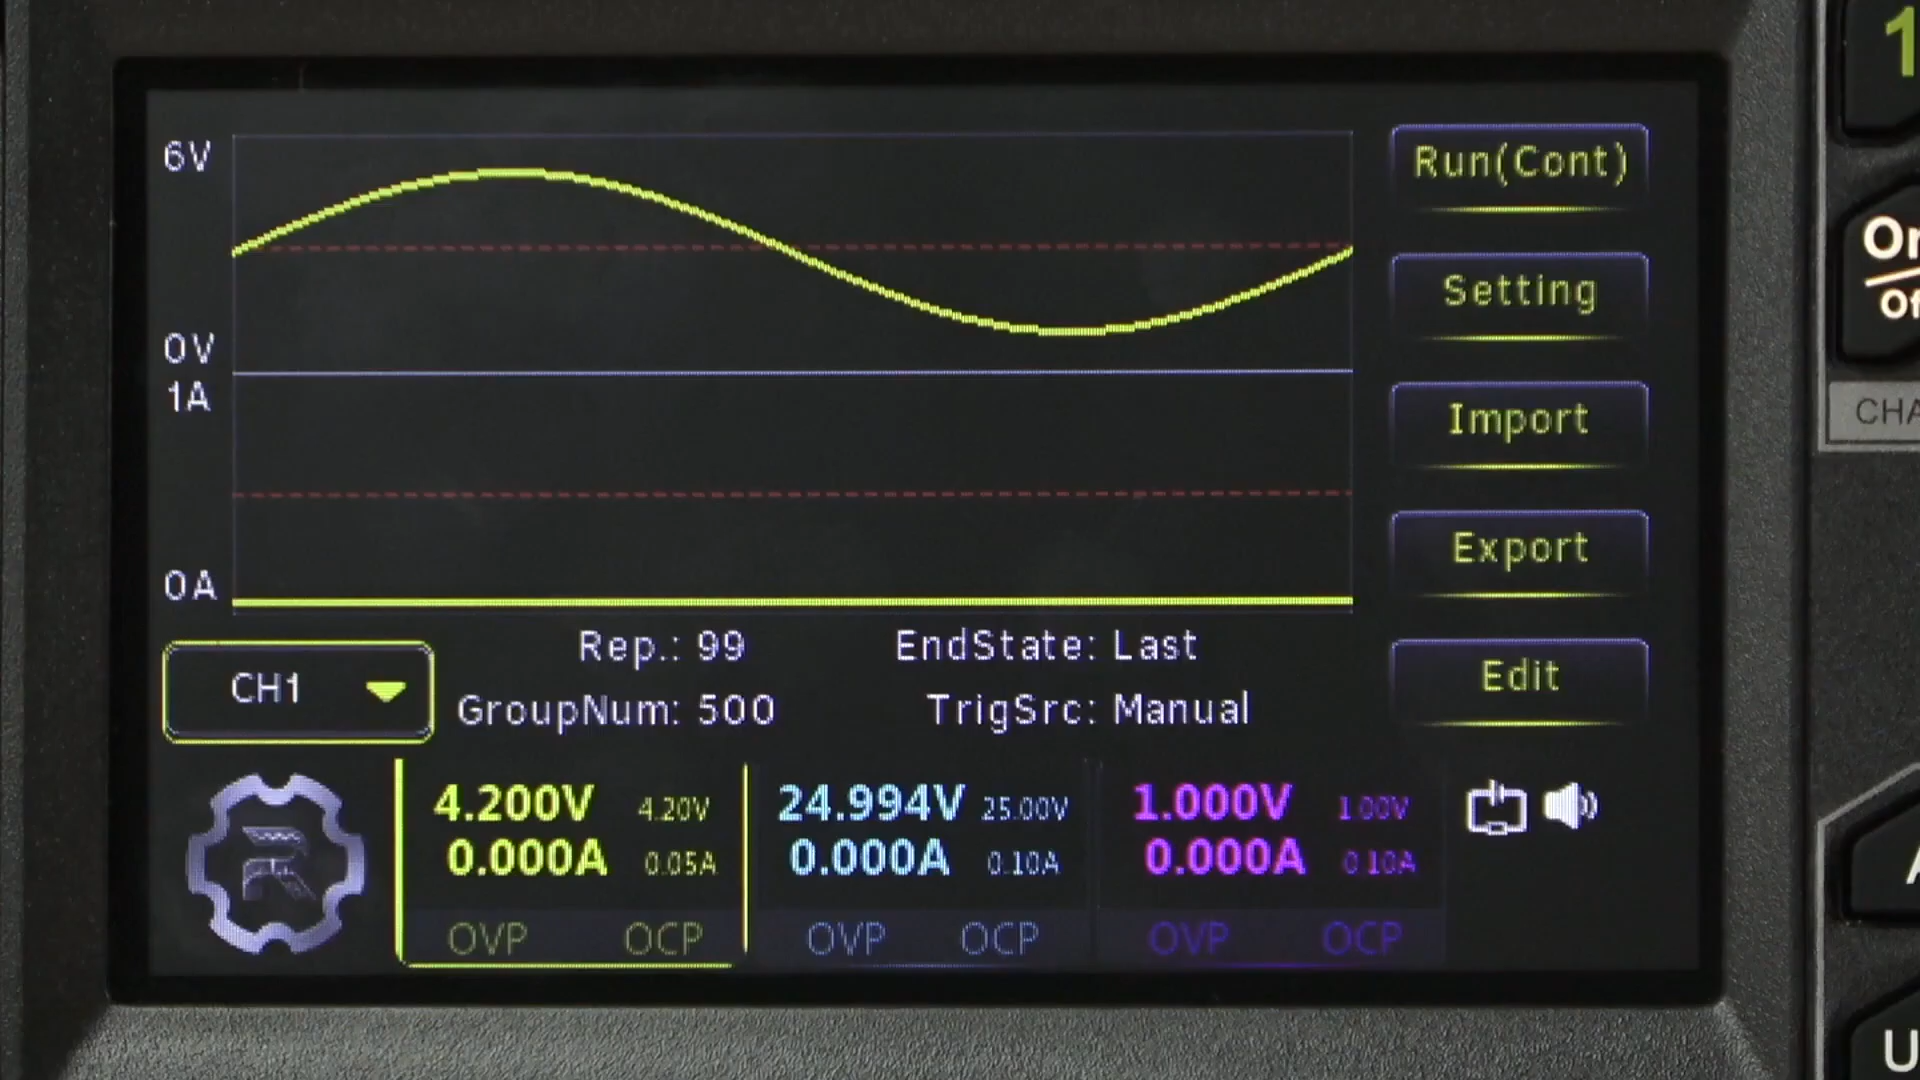 6V
0V
1A
0A
Run(Cont)
Setting
Import
Export
Edit
Rep.: 99
EndState: Last
CH1
GroupNum: 500
TrigSrc: Manual
4.200V 4.20V
0.000A 0.05A
OVP OCP
24.994V 25.00V
0.000A 0.10A
OVP OCP
1.000V 1.00V
0.000A 0.10A
OVP OCP
1